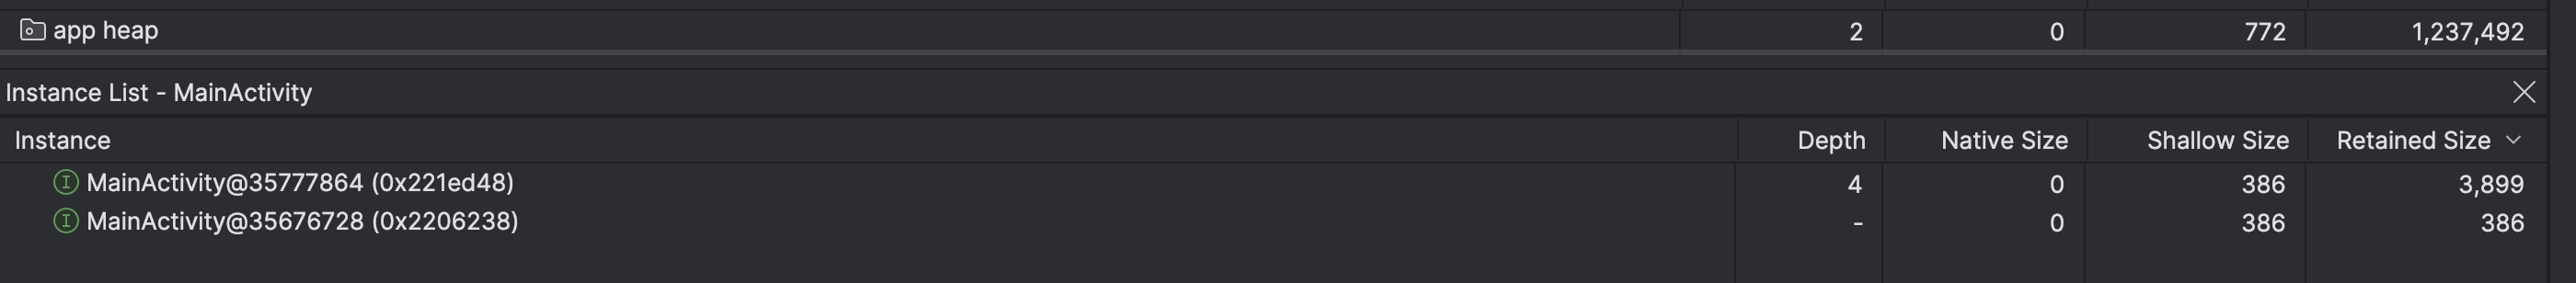 app heap 2 0 772 1,237,492
Instance List - MainActivity
Instance Depth Native Size Shallow Size Retained Size
MainActivity@35777864 (0x221ed48) 4 0 386 3,899
MainActivity@35676728 (0x2206238) - 0 386 386